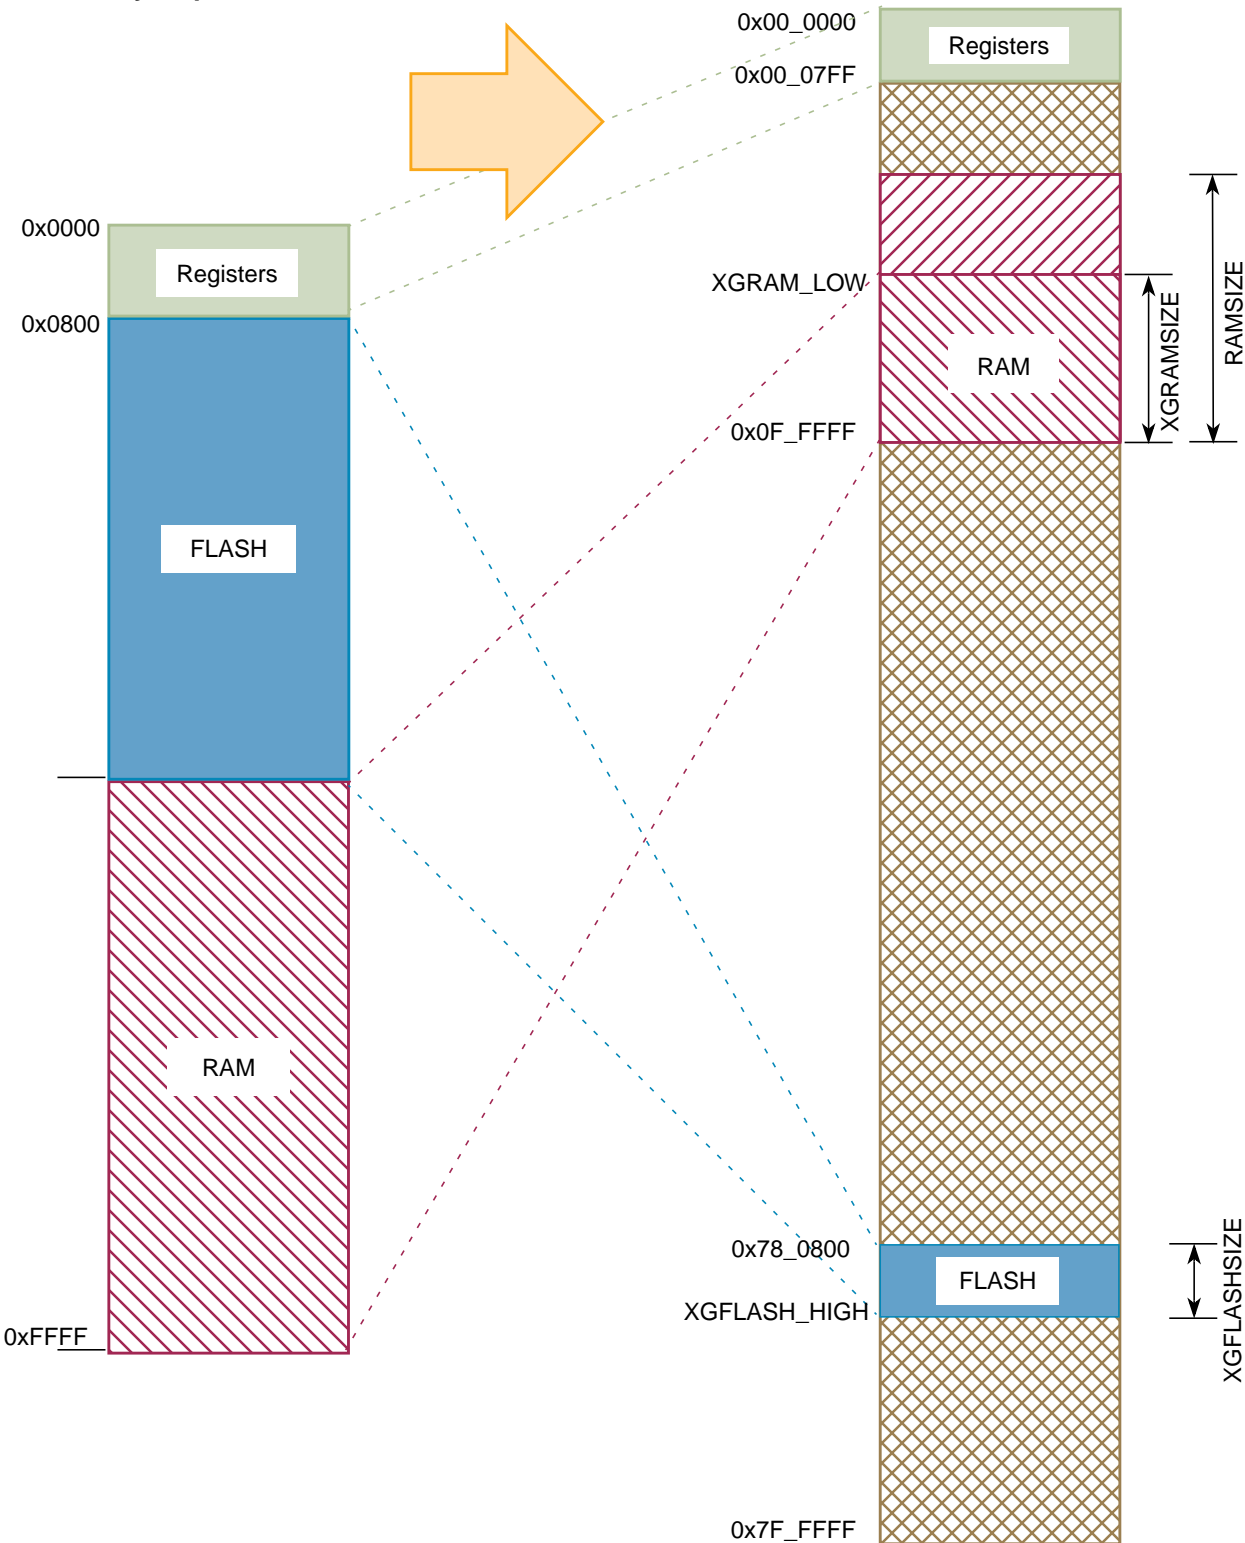 0x0000
Registers
0x0800
FLASH
RAM
0xFFFF
0x00_0000
Registers
0x00_07FF
XGRAM_LOW
RAM
0x0F_FFFF
XGRAMSIZE
RAMSIZE
0x78_0800
FLASH
XGFLASH_HIGH
XGFLASHSIZE
0x7F_FFFF